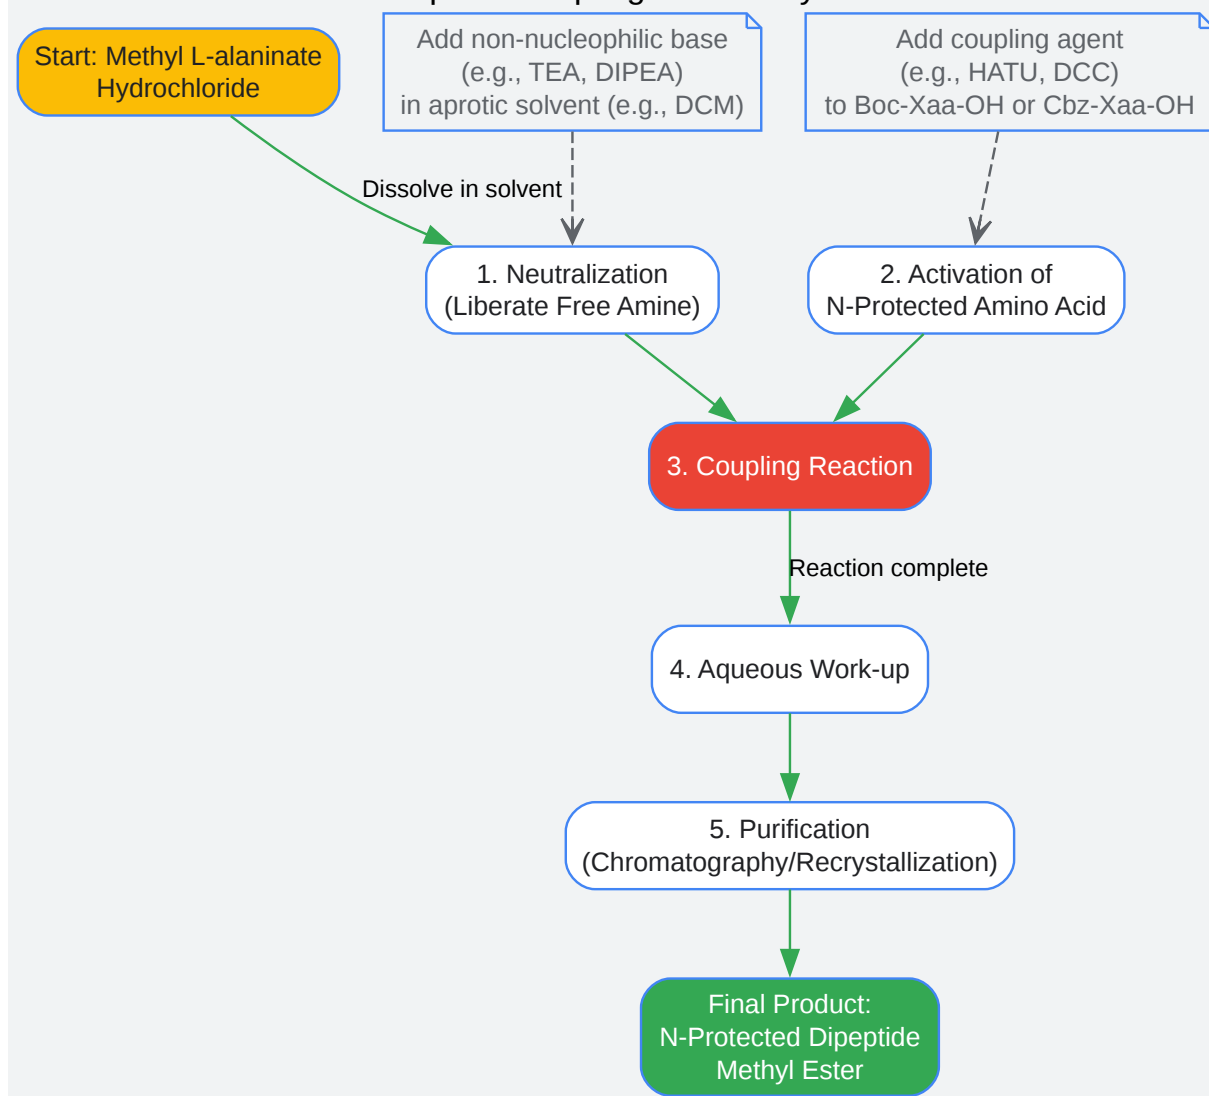 Start: Methyl L-alaninate
Hydrochloride
Add non-nucleophilic base
(e.g., TEA, DIPEA)
in aprotic solvent (e.g., DCM)
Add coupling agent
(e.g., HATU, DCC)
to Boc-Xaa-OH or Cbz-Xaa-OH
Dissolve in solvent
1. Neutralization
(Liberate Free Amine)
2. Activation of
N-Protected Amino Acid
3. Coupling Reaction
Reaction complete
4. Aqueous Work-up
5. Purification
(Chromatography/Recrystallization)
Final Product:
N-Protected Dipeptide
Methyl Ester